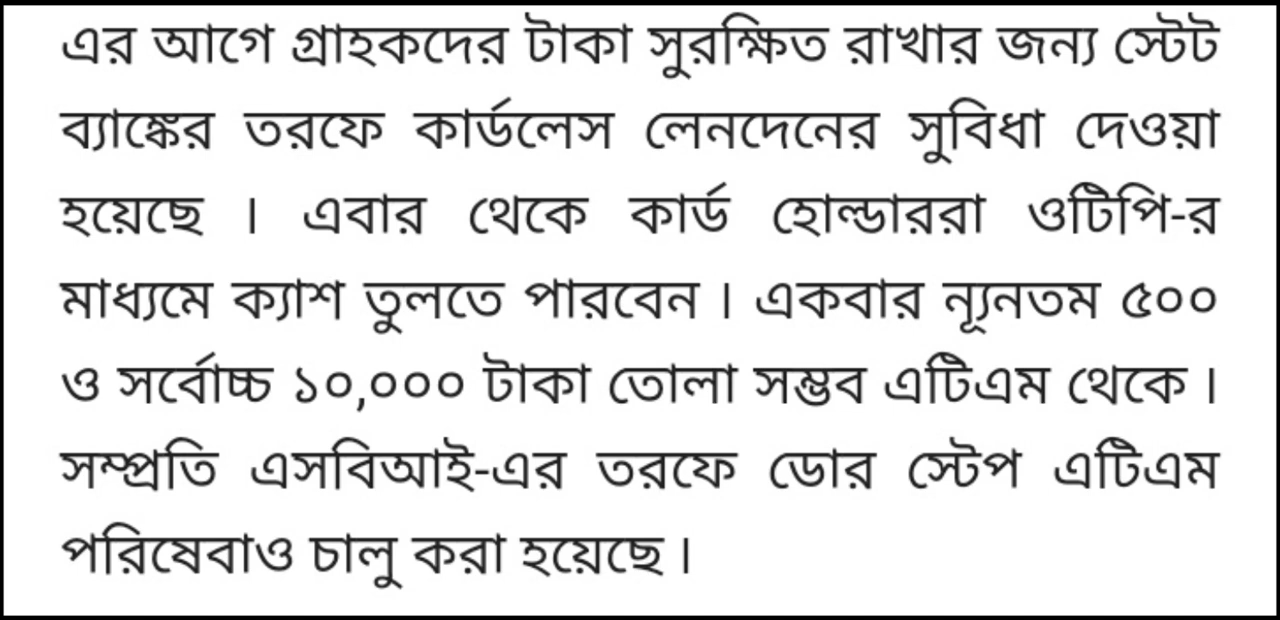 এর আগে গ্রাহকদের টাকা সুরক্ষিত রাখার জন্য স্টেট
ব্যাঙ্কের তরফে কার্ডলেস লেনদেনের সুবিধা দেওয়া
হয়েছে । এবার থেকে কার্ড হোল্ডাররা ওটিপি-র
মাধ্যমে ক্যাশ তুলতে পারবেন । একবার ন্যূনতম ৫০০
ও সর্বোচ্চ ১০,০০০ টাকা তোলা সম্ভব এটিএম থেকে ।
সম্প্রতি এসবিআই-এর তরফে ডোর স্টেপ এটিএম
পরিষেবাও চালু করা হয়েছে ।